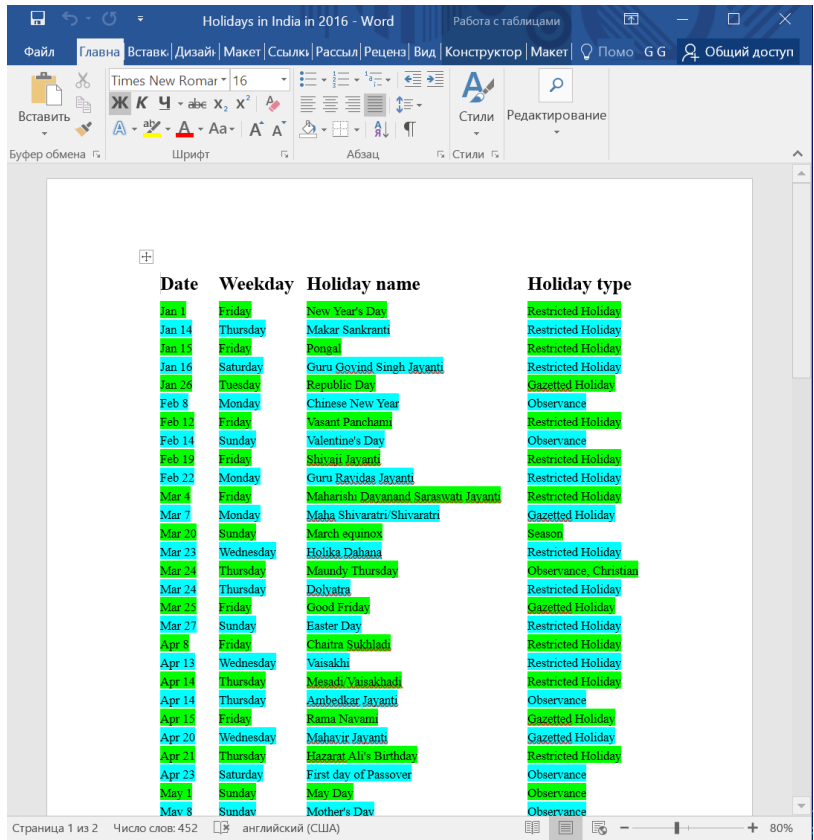 Holidays in India in 2016 - Word Работа с таблицами
Файл Главна Вставк Дизайн Макет Ссылки Рассыл Реценз Вид Конструктор Макет Помо G G Общий доступ
Times New Romar 16
Ж К Ч abc x₂ x²
A aby A Aa A A
Вставить Стили Редактирование
Буфер обмена Шрифт Абзац Стили
Date Weekday Holiday name Holiday type
Jan 1 Friday New Year's Day Restricted Holiday
Jan 14 Thursday Makar Sankranti Restricted Holiday
Jan 15 Friday Pongal Restricted Holiday
Jan 16 Saturday Guru Govind Singh Jayanti Restricted Holiday
Jan 26 Tuesday Republic Day Gazetted Holiday
Feb 8 Monday Chinese New Year Observance
Feb 12 Friday Vasant Panchami Restricted Holiday
Feb 14 Sunday Valentine's Day Observance
Feb 19 Friday Shivaji Jayanti Restricted Holiday
Feb 22 Monday Guru Ravidas Jayanti Restricted Holiday
Mar 4 Friday Maharishi Dayanand Saraswati Jayanti Restricted Holiday
Mar 7 Monday Maha Shivaratri/Shivaratri Gazetted Holiday
Mar 20 Sunday March equinox Season
Mar 23 Wednesday Holika Dahana Restricted Holiday
Mar 24 Thursday Maundy Thursday Observance, Christian
Mar 24 Thursday Dolyatra Restricted Holiday
Mar 25 Friday Good Friday Gazetted Holiday
Mar 27 Sunday Easter Day Restricted Holiday
Apr 8 Friday Chaitra Sukhladi Restricted Holiday
Apr 13 Wednesday Vaisakhi Restricted Holiday
Apr 14 Thursday Mesadi/Vaisakhadi Restricted Holiday
Apr 14 Thursday Ambedkar Jayanti Observance
Apr 15 Friday Rama Navami Gazetted Holiday
Apr 20 Wednesday Mahavir Jayanti Gazetted Holiday
Apr 21 Thursday Hazarat Ali's Birthday Restricted Holiday
Apr 23 Saturday First day of Passover Observance
May 1 Sunday May Day Observance
May 8 Sunday Mother's Day Observance
Страница 1 из 2 Число слов: 452 английский (США) 80%